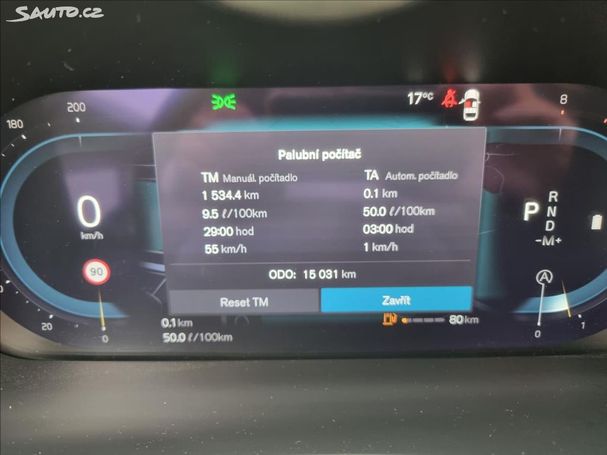 SAUTO.CZ
180
200
17°C
8
Palubní počítač
TM Manuál. počítadlo
TA Autom. počítadlo
1 534.4 km
0.1 km
9.5 ℓ/100km
50.0 ℓ/100km
29:00 hod
03:00 hod
55 km/h
1 km/h
ODO: 15 031 km
Reset TM
Zavřít
0
km/h
90
P
R
N
D
-M+
A
20
0
0.1 km
50.0 ℓ/100km
80 km
0
1